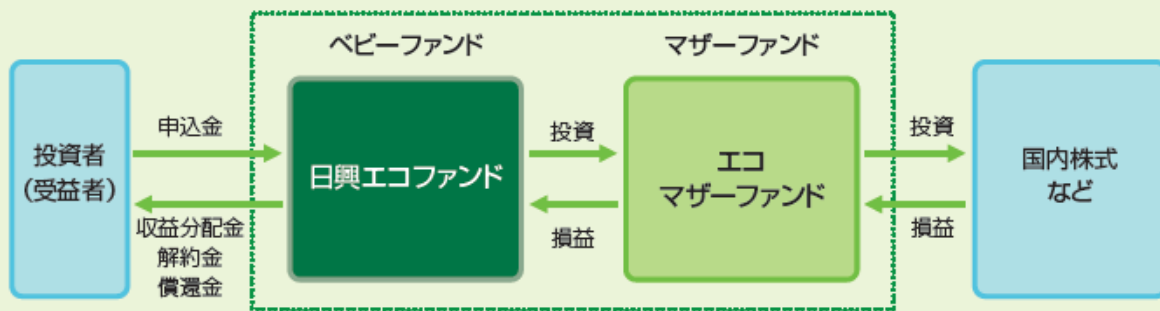 ベビーファンド
マザーファンド
投資者
(受益者)
申込金
収益分配金
解約金
償還金
日興エコファンド
投資
損益
エコ
マザーファンド
投資
損益
国内株式
など